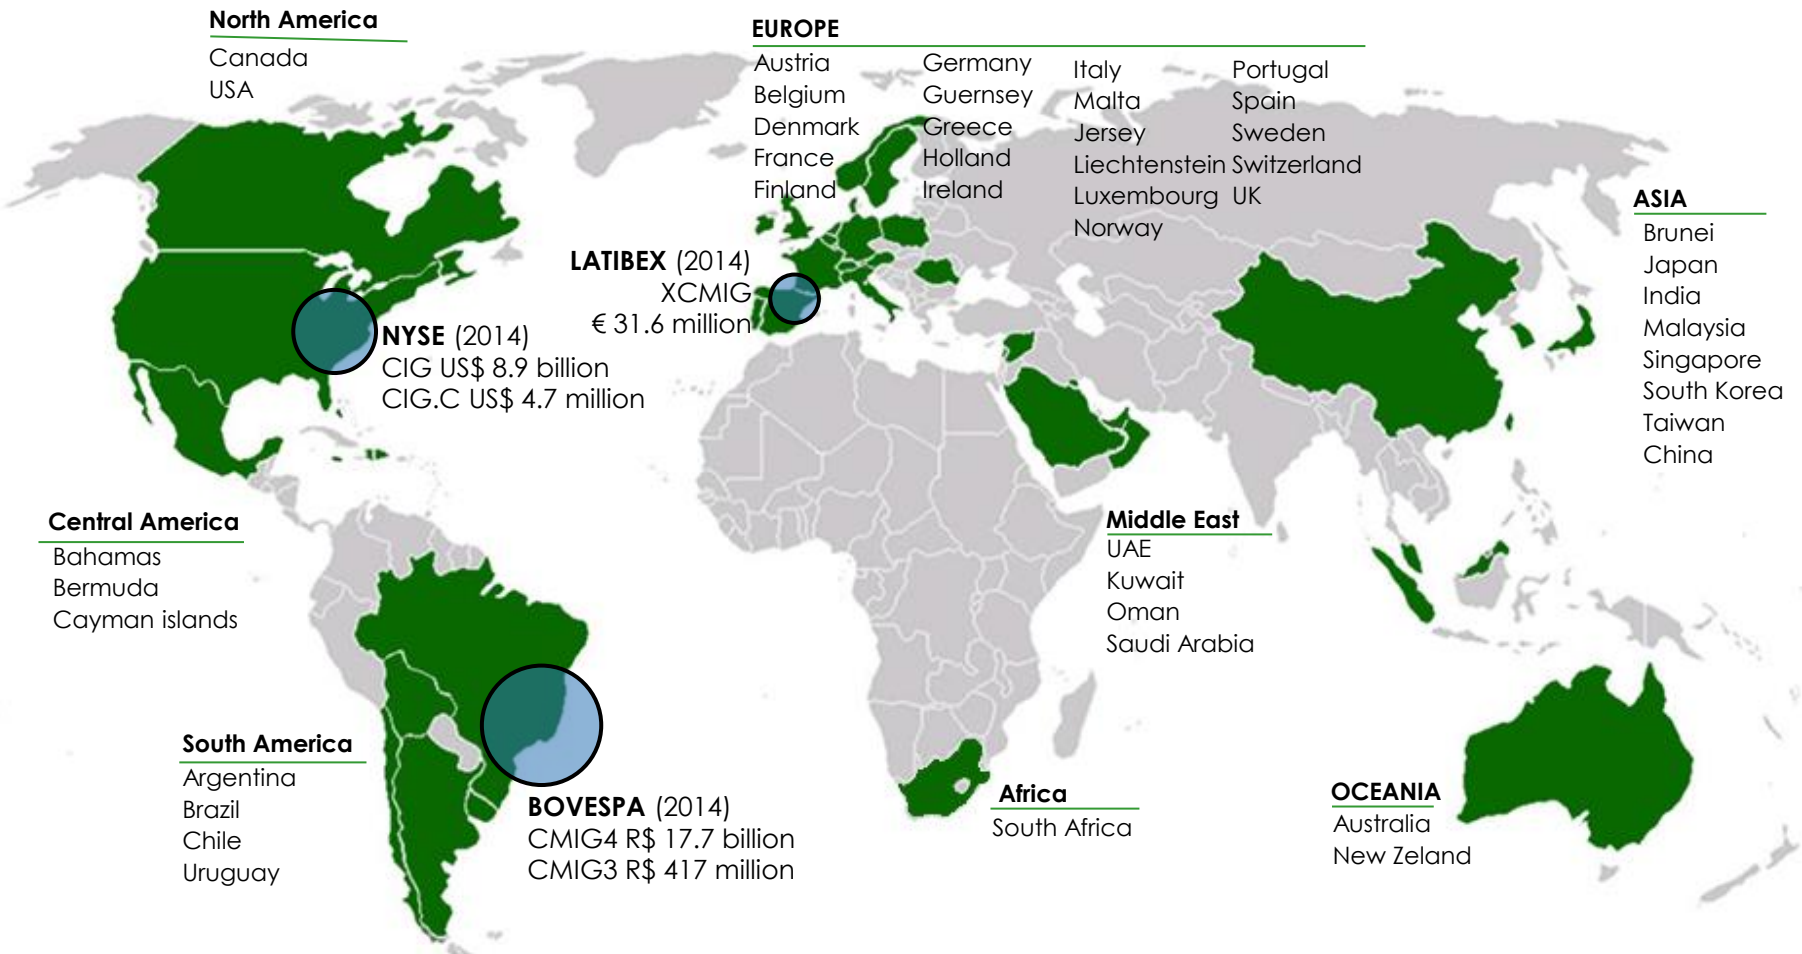 North America
Canada
USA
EUROPE
Austria
Belgium
Denmark
France
Finland
Germany
Guernsey
Greece
Holland
Ireland
Italy
Malta
Jersey
Liechtenstein
Luxembourg
Norway
Portugal
Spain
Sweden
Switzerland
UK
ASIA
Brunei
Japan
India
Malaysia
Singapore
South Korea
Taiwan
China
LATIBEX (2014)
XCMIG
€ 31.6 million
NYSE (2014)
CIG US$ 8.9 billion
CIG.C US$ 4.7 million
Central America
Bahamas
Bermuda
Cayman islands
Middle East
UAE
Kuwait
Oman
Saudi Arabia
South America
Argentina
Brazil
Chile
Uruguay
BOVESPA (2014)
CMIG4 R$ 17.7 billion
CMIG3 R$ 417 million
Africa
South Africa
OCEANIA
Australia
New Zeland